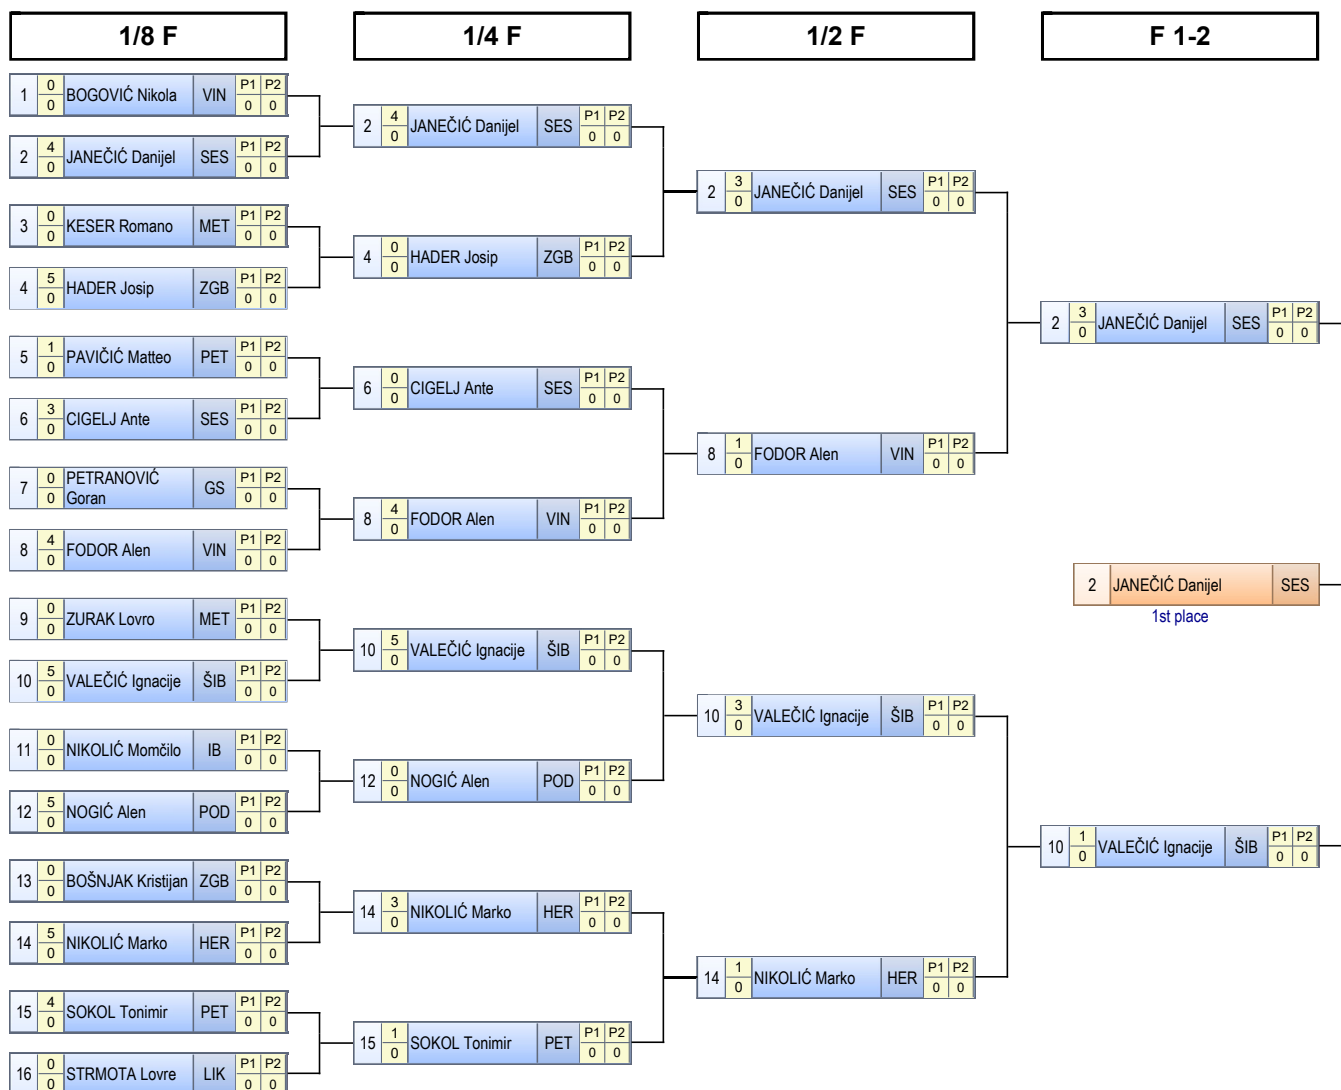 1/8 F
1/4 F
1/2 F
F 1-2
1 0 0 BOGOVIĆ Nikola VIN P1 P2 0 0
2 4 0 JANEČIĆ Danijel SES P1 P2 0 0
3 0 0 KESER Romano MET P1 P2 0 0
4 5 0 HADER Josip ZGB P1 P2 0 0
5 1 0 PAVIČIĆ Matteo PET P1 P2 0 0
6 3 0 CIGELJ Ante SES P1 P2 0 0
7 0 0 PETRANOVIĆ
Goran GS P1 P2 0 0
8 4 0 FODOR Alen VIN P1 P2 0 0
9 0 0 ZURAK Lovro MET P1 P2 0 0
10 5 0 VALEČIĆ Ignacije ŠIB P1 P2 0 0
11 0 0 NIKOLIĆ Momčilo IB P1 P2 0 0
12 5 0 NOGIĆ Alen POD P1 P2 0 0
13 0 0 BOŠNJAK Kristijan ZGB P1 P2 0 0
14 5 0 NIKOLIĆ Marko HER P1 P2 0 0
15 4 0 SOKOL Tonimir PET P1 P2 0 0
16 0 0 STRMOTA Lovre LIK P1 P2 0 0
2 4 0 JANEČIĆ Danijel SES P1 P2 0 0
4 0 0 HADER Josip ZGB P1 P2 0 0
6 0 0 CIGELJ Ante SES P1 P2 0 0
8 4 0 FODOR Alen VIN P1 P2 0 0
10 5 0 VALEČIĆ Ignacije ŠIB P1 P2 0 0
12 0 0 NOGIĆ Alen POD P1 P2 0 0
14 3 0 NIKOLIĆ Marko HER P1 P2 0 0
15 1 0 SOKOL Tonimir PET P1 P2 0 0
2 3 0 JANEČIĆ Danijel SES P1 P2 0 0
8 1 0 FODOR Alen VIN P1 P2 0 0
10 3 0 VALEČIĆ Ignacije ŠIB P1 P2 0 0
14 1 0 NIKOLIĆ Marko HER P1 P2 0 0
2 3 0 JANEČIĆ Danijel SES P1 P2 0 0
2 JANEČIĆ Danijel SES
1st place
10 1 0 VALEČIĆ Ignacije ŠIB P1 P2 0 0